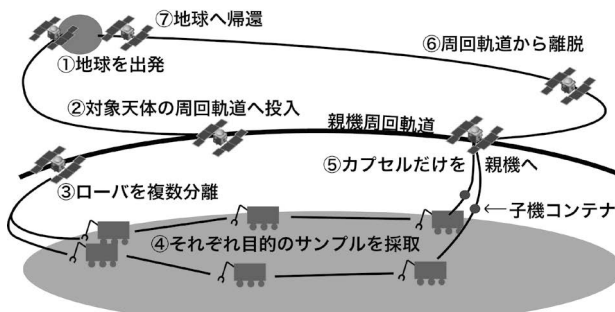 ⑦地球へ帰還
①地球を出発
⑥周回軌道から離脱
②対象天体の周回軌道へ投入
親機周回軌道
⑤カプセルだけを 親機へ
③ローバを複数分離
←子機コンテナ
④それぞれ目的のサンプルを採取